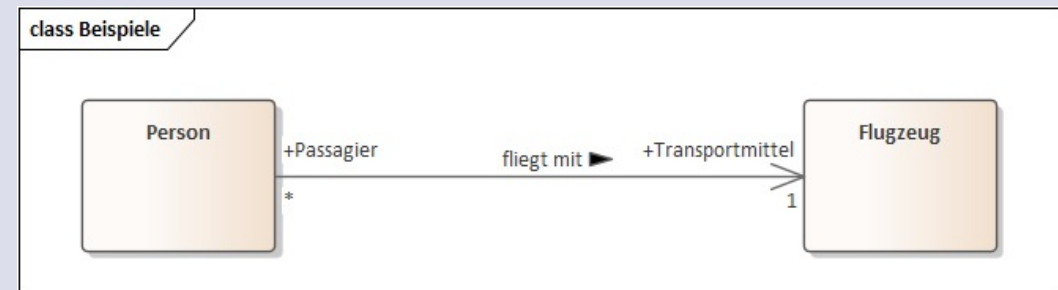 class Beispiele
Person
Flugzeug
+Passagier
fliegt mit ►
+Transportmittel
*
1